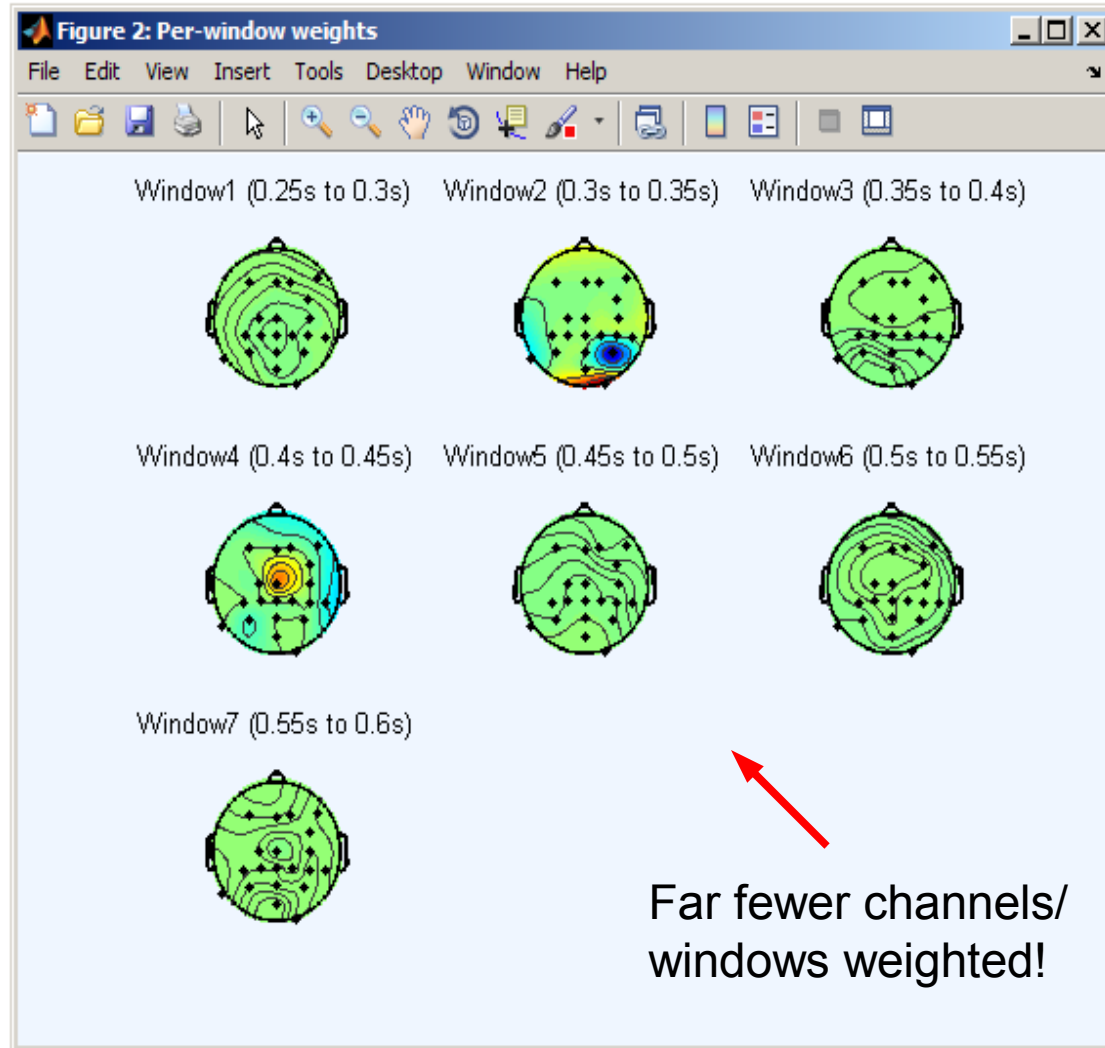 Figure 2: Per-window weights
File Edit View Insert Tools Desktop Window Help
Window1 (0.25s to 0.3s) Window2 (0.3s to 0.35s) Window3 (0.35s to 0.4s)
Window4 (0.4s to 0.45s) Window5 (0.45s to 0.5s) Window6 (0.5s to 0.55s)
Window7 (0.55s to 0.6s)
Far fewer channels/
windows weighted!